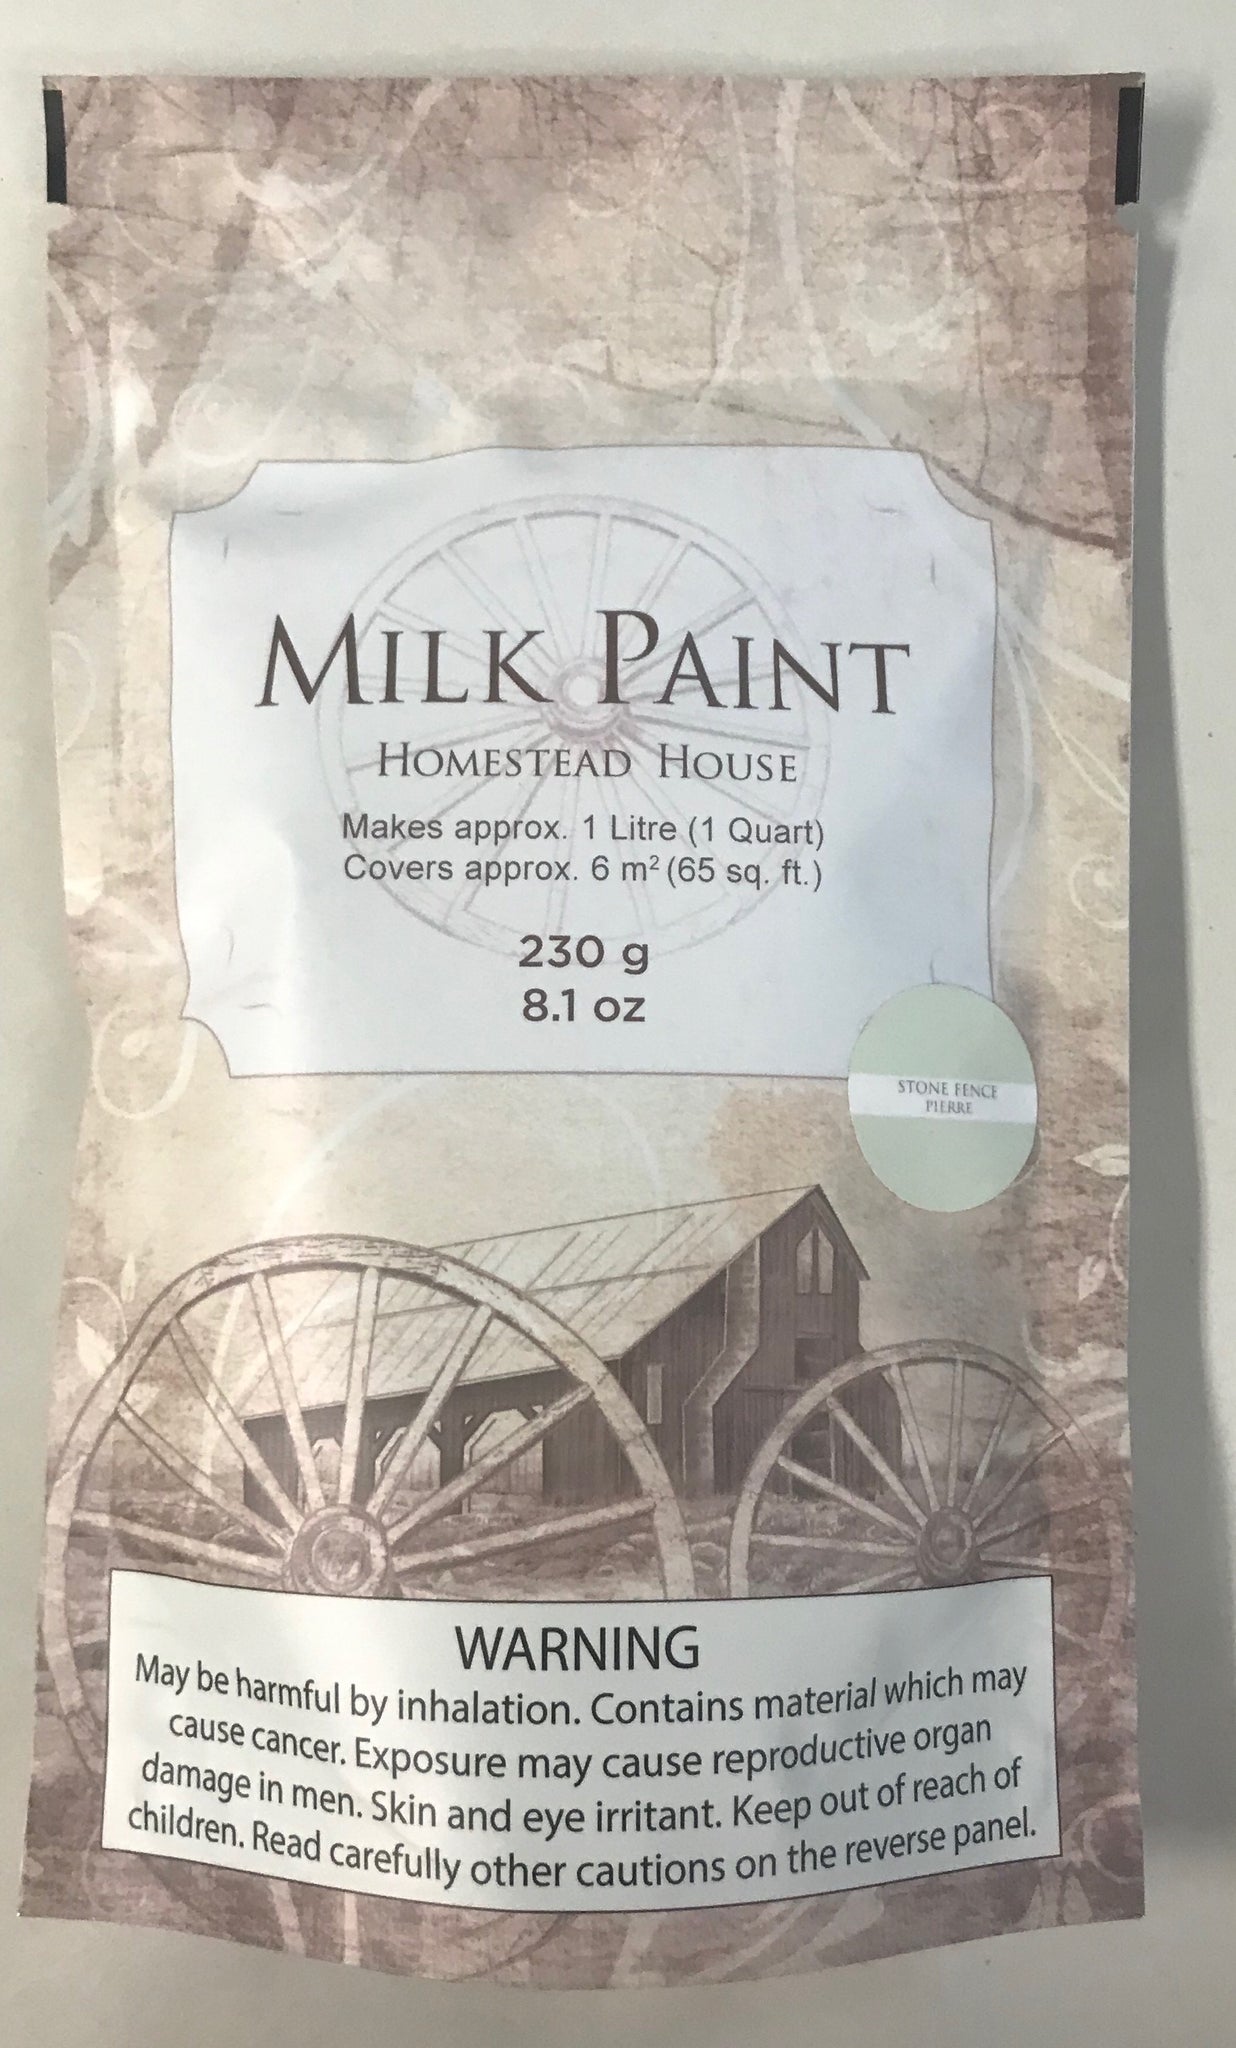 MILK PAINT
HOMESTEAD HOUSE
Makes approx. 1 Litre (1 Quart)
Covers approx. 6 m² (65 sq. ft.)
230 g
8.1 oz
STONE FENCE
PIERRE
WARNING
May be harmful by inhalation. Contains material which may
cause cancer. Exposure may cause reproductive organ
damage in men. Skin and eye irritant. Keep out of reach of
children. Read carefully other cautions on the reverse panel.